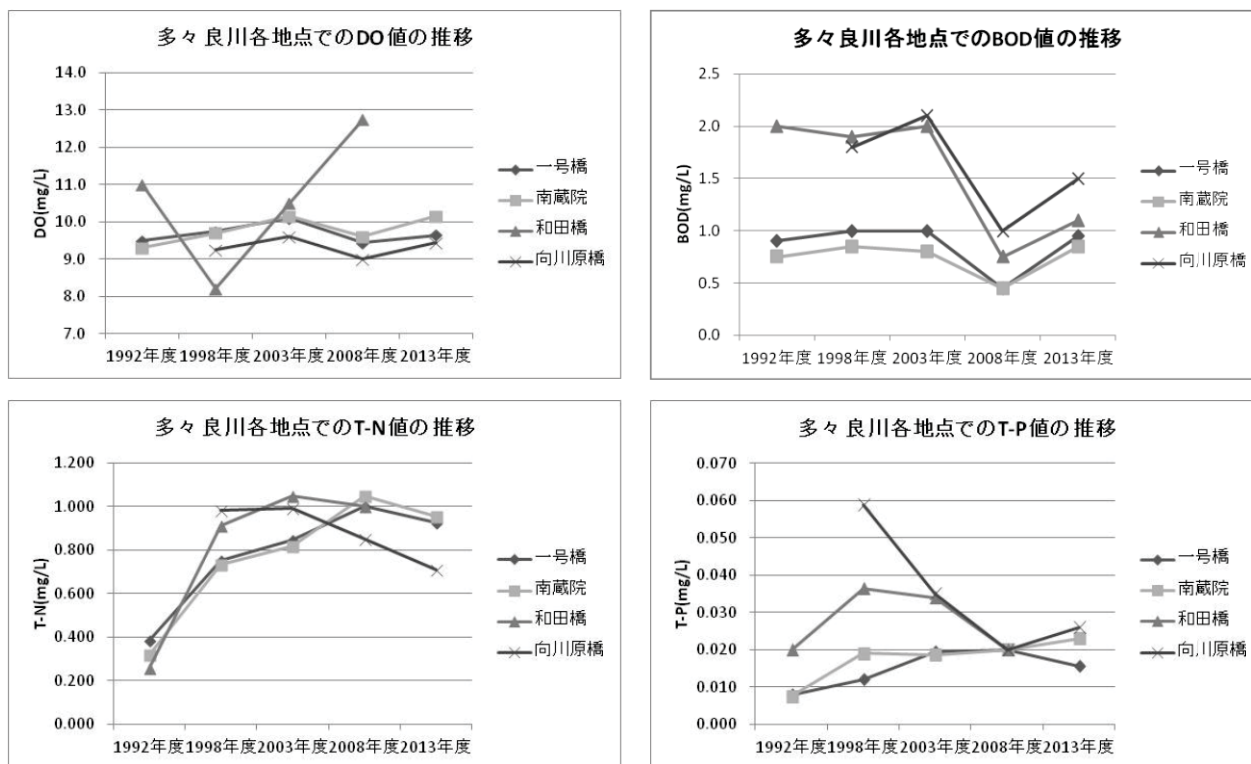 多々良川各地点でのDO値の推移
14.0
13.0
12.0
11.0
10.0
9.0
8.0
7.0
DO(mg/L)
1992年度 1998年度 2003年度 2008年度 2013年度
一号橋
南蔵院
和田橋
向川原橋
多々良川各地点でのBOD値の推移
2.5
2.0
1.5
1.0
0.5
0.0
BOD(mg/L)
1992年度 1998年度 2003年度 2008年度 2013年度
一号橋
南蔵院
和田橋
向川原橋
多々良川各地点でのT-N値の推移
1.200
1.000
0.800
0.600
0.400
0.200
0.000
T-N(mg/L)
1992年度 1998年度 2003年度 2008年度 2013年度
一号橋
南蔵院
和田橋
向川原橋
多々良川各地点でのT-P値の推移
0.070
0.060
0.050
0.040
0.030
0.020
0.010
0.000
T-P(mg/L)
1992年度 1998年度 2003年度 2008年度 2013年度
一号橋
南蔵院
和田橋
向川原橋